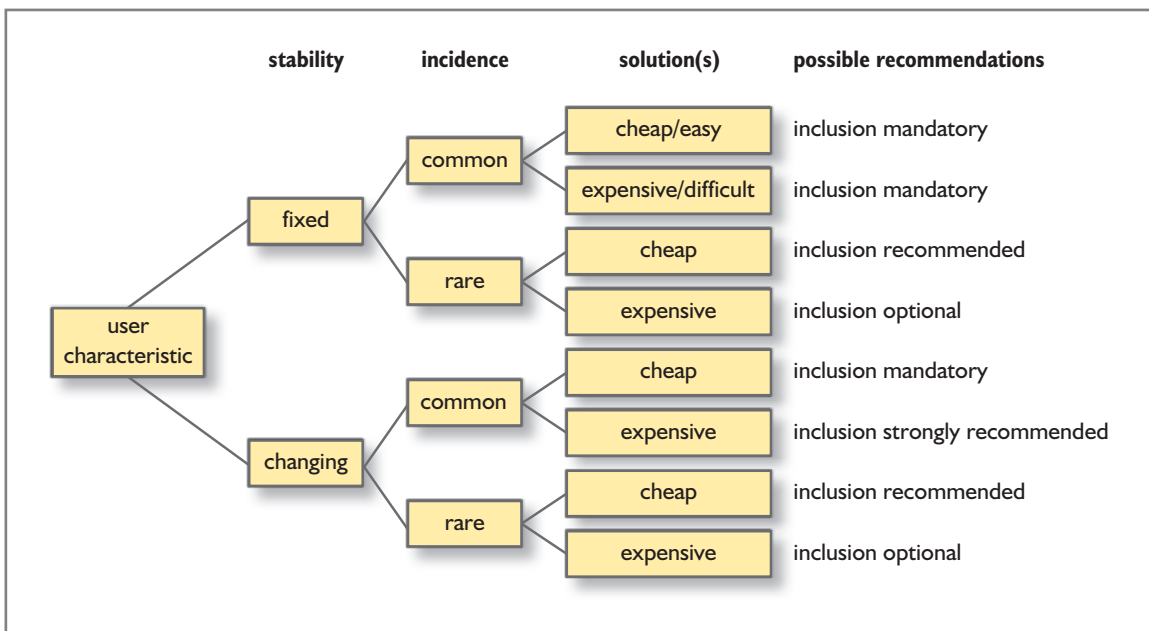 stability incidence solution(s) possible recommendations
cheap/easy inclusion mandatory
common
expensive/difficult inclusion mandatory
fixed
cheap inclusion recommended
rare
expensive inclusion optional
user
characteristic
cheap inclusion mandatory
common
expensive inclusion strongly recommended
changing
cheap inclusion recommended
rare
expensive inclusion optional